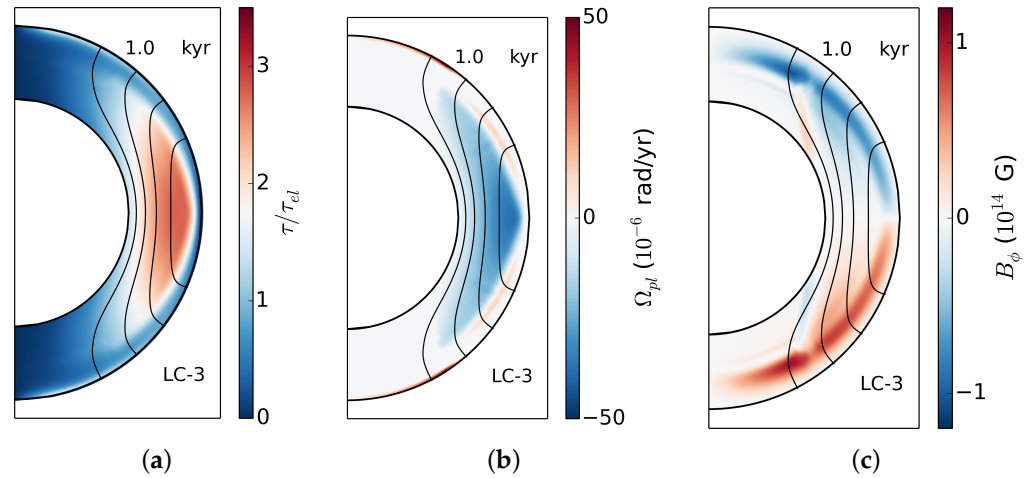 1.0 kyr
LC-3
3
2
1
0
τ/τ_el
(a)
1.0 kyr
LC-3
50
0
−50
Ω_pl (10^−6 rad/yr)
(b)
1.0 kyr
LC-3
1
0
−1
B_ϕ (10^14 G)
(c)